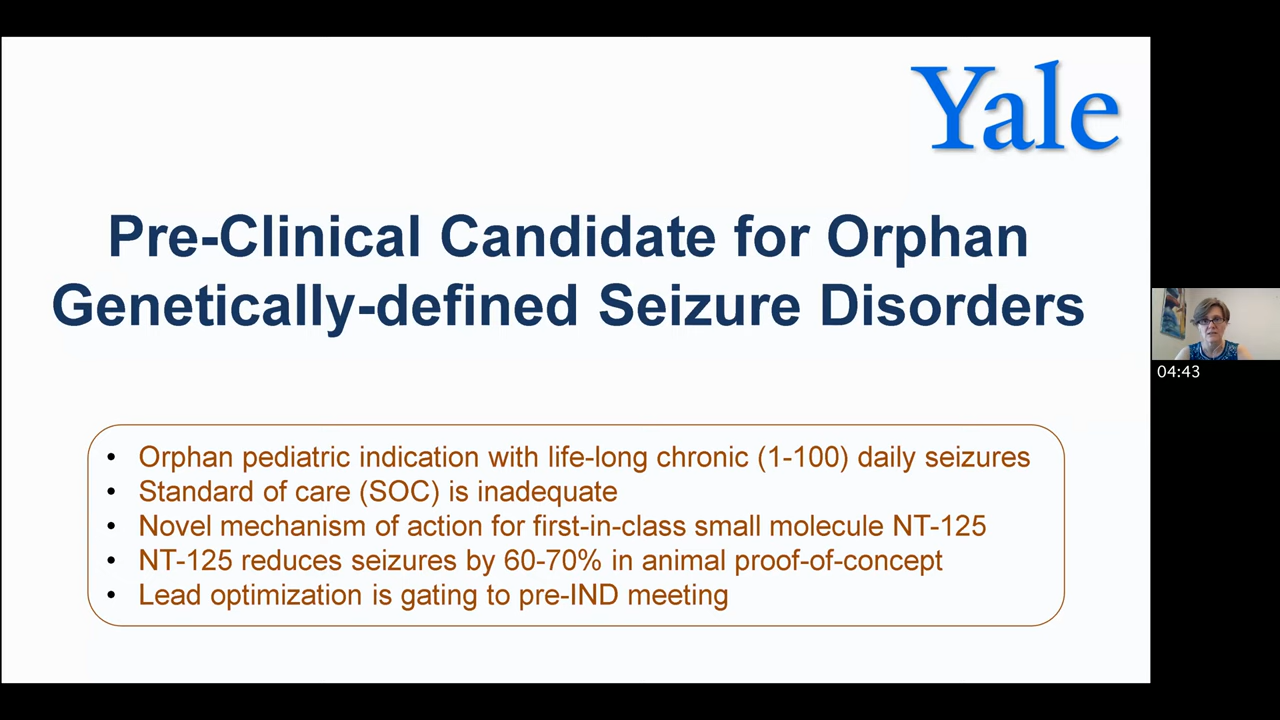 Yale
Pre-Clinical Candidate for Orphan
Genetically-defined Seizure Disorders
• Orphan pediatric indication with life-long chronic (1-100) daily seizures
• Standard of care (SOC) is inadequate
• Novel mechanism of action for first-in-class small molecule NT-125
• NT-125 reduces seizures by 60-70% in animal proof-of-concept
• Lead optimization is gating to pre-IND meeting
04:43